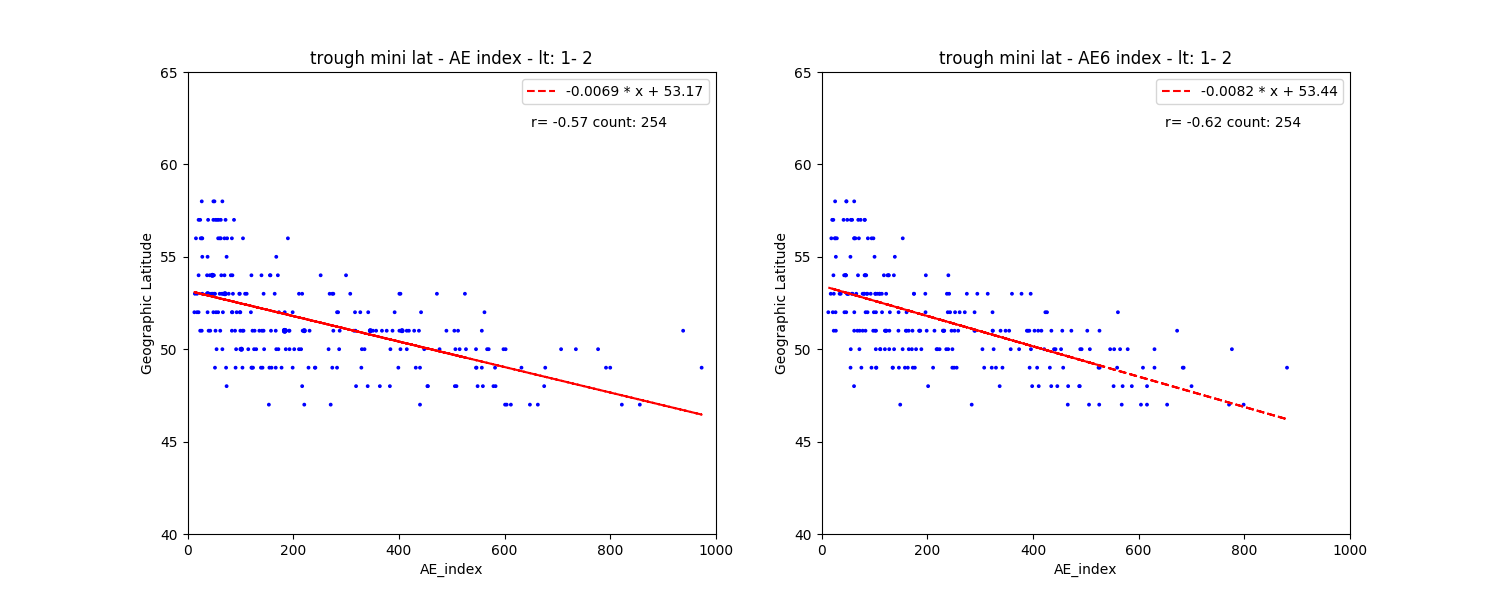 trough mini lat - AE index - lt: 1- 2
65
60
55
50
45
40
Geographic Latitude
-0.0069 * x + 53.17
r= -0.57 count: 254
0
200
400
600
800
1000
AE_index
trough mini lat - AE6 index - lt: 1- 2
65
60
55
50
45
40
Geographic Latitude
-0.0082 * x + 53.44
r= -0.62 count: 254
0
200
400
600
800
1000
AE_index